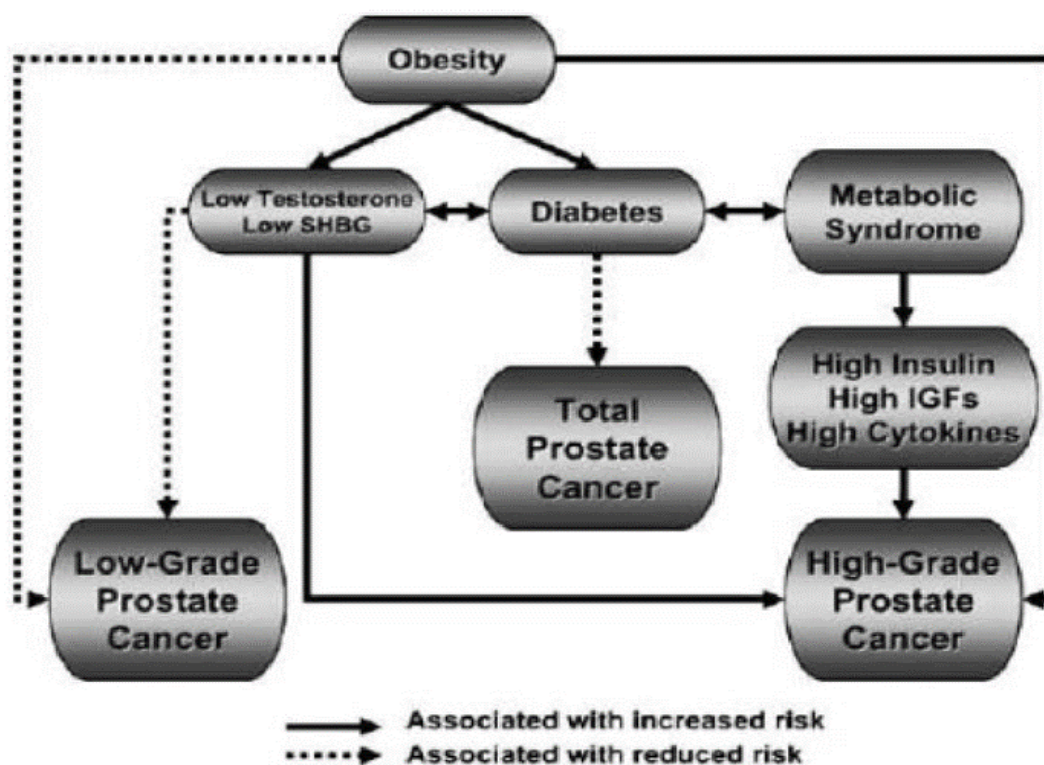 Obesity
Low Testosterone
Low SHBG
Diabetes
Metabolic
Syndrome
High Insulin
High IGFs
High Cytokines
Total
Prostate
Cancer
Low-Grade
Prostate
Cancer
High-Grade
Prostate
Cancer
Associated with increased risk
Associated with reduced risk